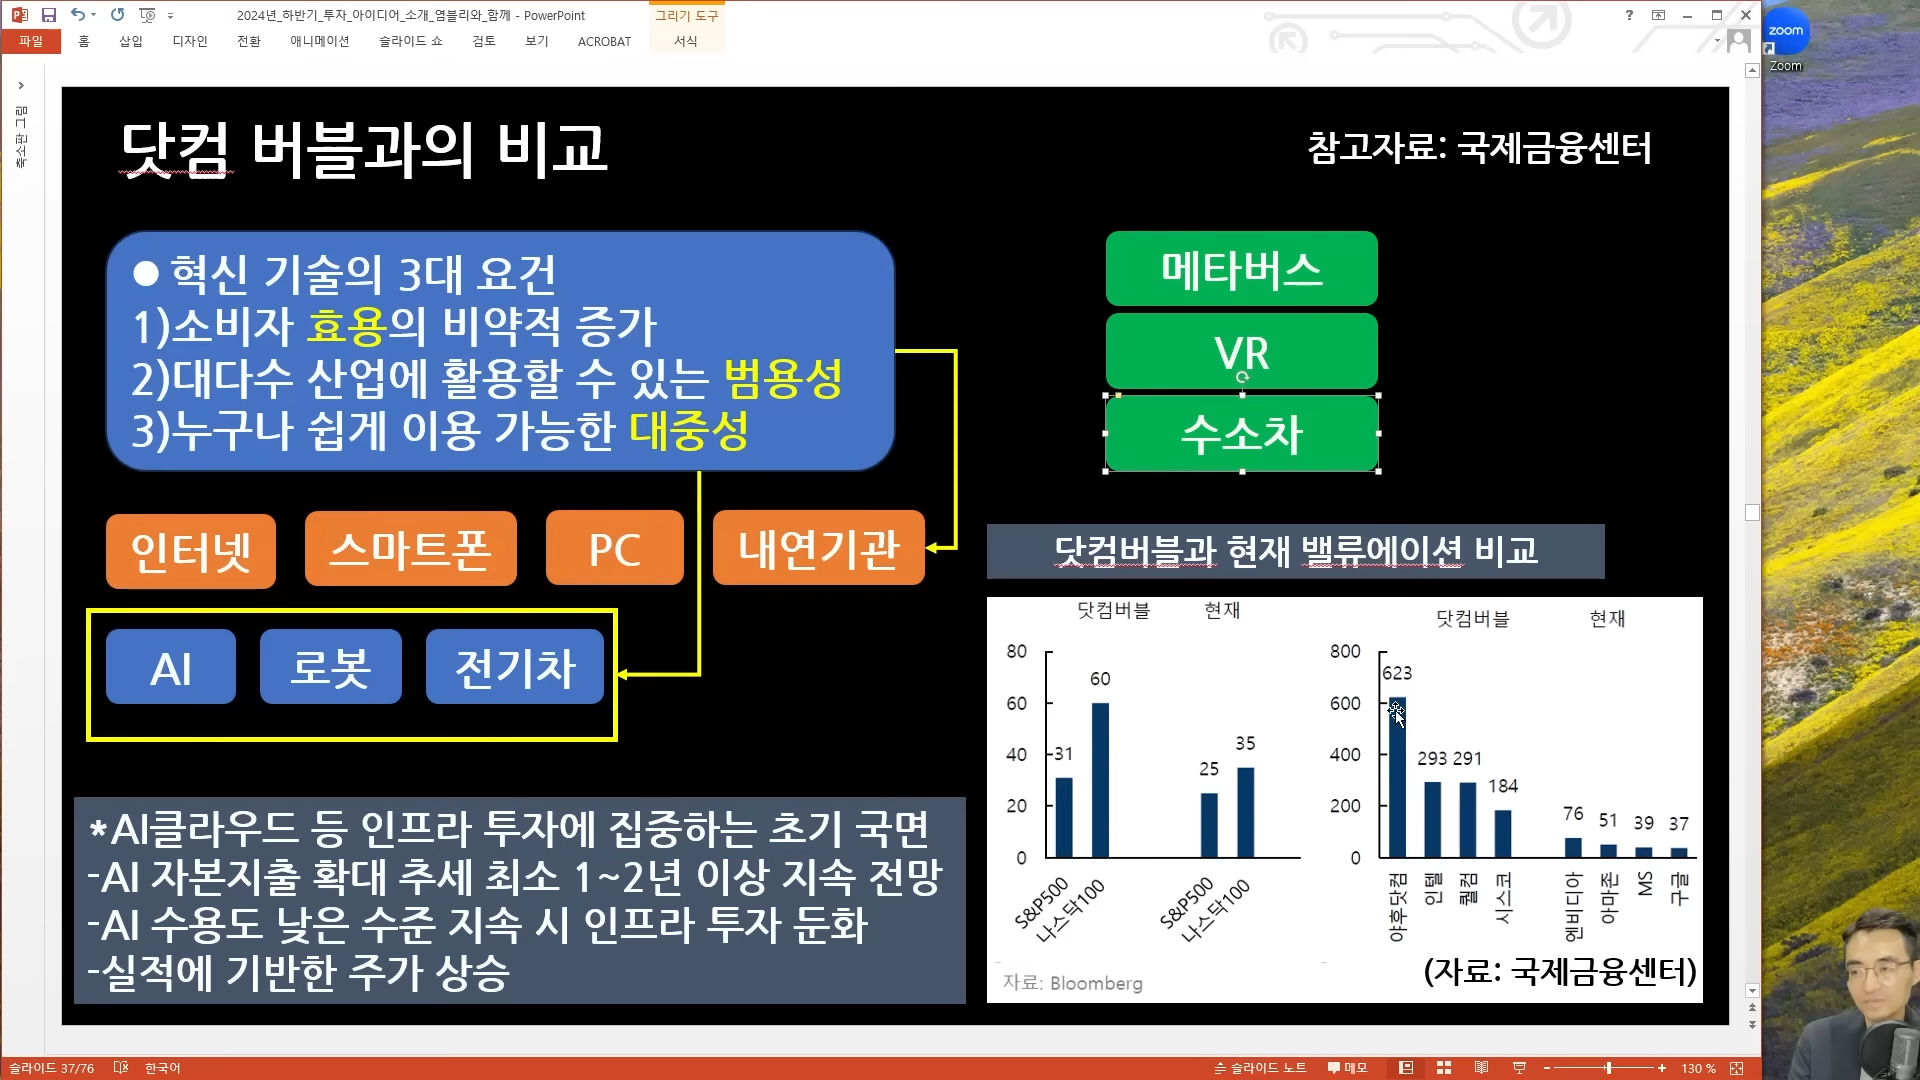 2024년_하반기_투자_아이디어_소개_염블리와_함께 - PowerPoint
그리기 도구
파일 홈 삽입 디자인 전환 애니메이션 슬라이드 쇼 검토 보기 ACROBAT 서식
zoom
Zoom
축소판 그림
닷컴 버블과의 비교
참고자료: 국제금융센터
● 혁신 기술의 3대 요건
1)소비자 효용의 비약적 증가
2)대다수 산업에 활용할 수 있는 범용성
3)누구나 쉽게 이용 가능한 대중성
메타버스
VR
수소차
인터넷 스마트폰 PC 내연기관
AI 로봇 전기차
*AI클라우드 등 인프라 투자에 집중하는 초기 국면
-AI 자본지출 확대 추세 최소 1~2년 이상 지속 전망
-AI 수용도 낮은 수준 지속 시 인프라 투자 둔화
-실적에 기반한 주가 상승
닷컴버블과 현재 밸류에이션 비교
닷컴버블 현재
80
60
40
20
0
31 60 25 35
S&P500 나스닥100 S&P500 나스닥100
자료: Bloomberg
닷컴버블 현재
800
600
400
200
0
623 293 291 184 76 51 39 37
야후닷컴 인텔 퀄컴 시스코 엔비디아 아마존 MS 구글
(자료: 국제금융센터)
슬라이드 37/76 한국어 슬라이드 노트 메모 130 %